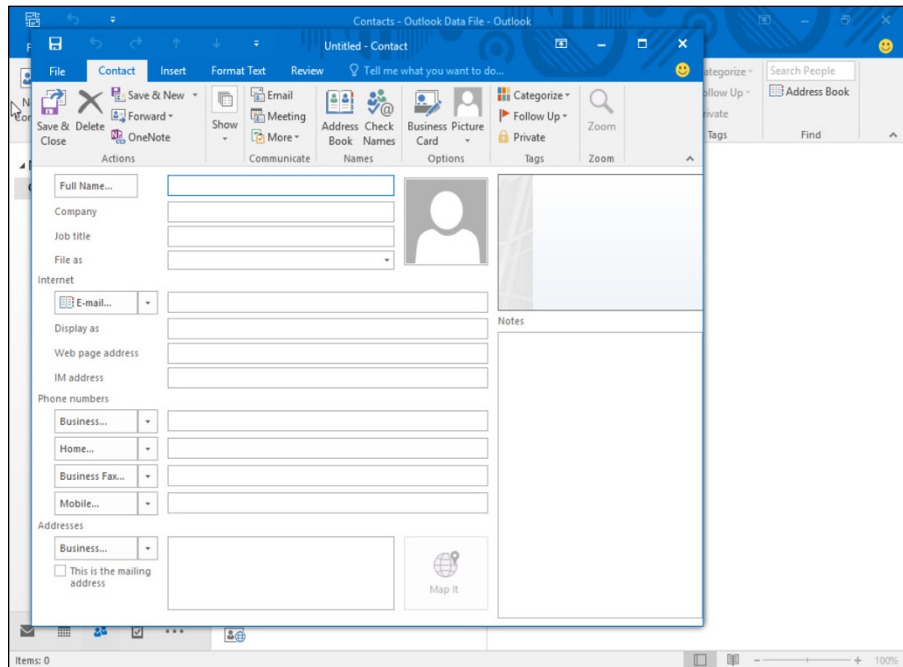 Contacts - Outlook Data File - Outlook
Untitled - Contact
File Contact Insert Format Text Review Tell me what you want to do...
Save & Close
Delete
Save & New
Forward
OneNote
Actions
Show
Email
Meeting
More
Communicate
Address Book
Check Names
Names
Business Card
Picture
Options
Categorize
Follow Up
Private
Tags
Zoom
Zoom
Search People
Address Book
Tags
Find
Full Name...
Company
Job title
File as
Internet
E-mail...
Display as
Web page address
IM address
Phone numbers
Business...
Home...
Business Fax...
Mobile...
Addresses
Business...
This is the mailing
address
Map It
Notes
Items: 0
100%